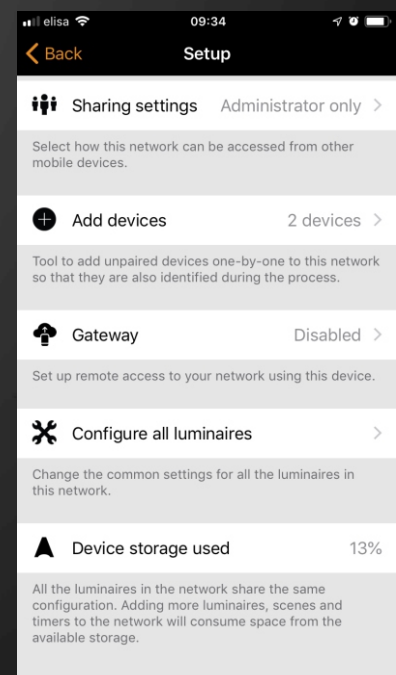 elisa 09:34
Back Setup
Sharing settings Administrator only >
Select how this network can be accessed from other
mobile devices.
Add devices 2 devices >
Tool to add unpaired devices one-by-one to this network
so that they are also identified during the process.
Gateway Disabled >
Set up remote access to your network using this device.
Configure all luminaires >
Change the common settings for all the luminaires in
this network.
Device storage used 13%
All the luminaires in the network share the same
configuration. Adding more luminaires, scenes and
timers to the network will consume space from the
available storage.